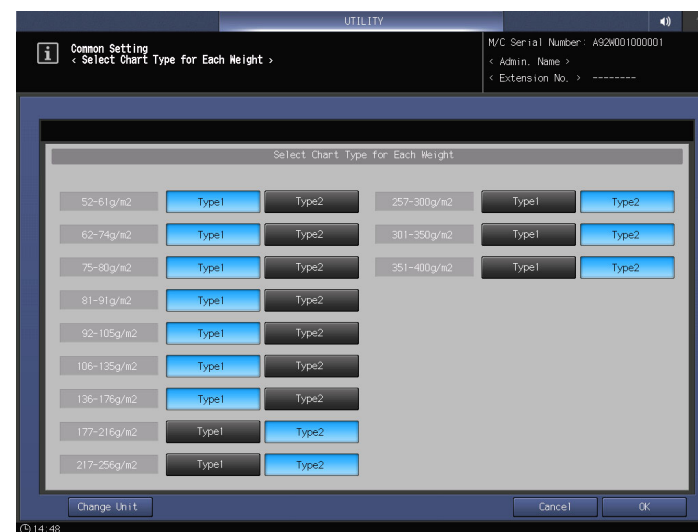 UTILITY
Common Setting
< Select Chart Type for Each Weight >
M/C Serial Number: A92W001000001
< Admin. Name >
< Extension No. > --------
Select Chart Type for Each Weight
52-61g/m2 Type1 Type2 257-300g/m2 Type1 Type2
62-74g/m2 Type1 Type2 301-350g/m2 Type1 Type2
75-80g/m2 Type1 Type2 351-400g/m2 Type1 Type2
81-91g/m2 Type1 Type2
92-105g/m2 Type1 Type2
106-135g/m2 Type1 Type2
136-176g/m2 Type1 Type2
177-216g/m2 Type1 Type2
217-256g/m2 Type1 Type2
Change Unit Cancel OK
14:48